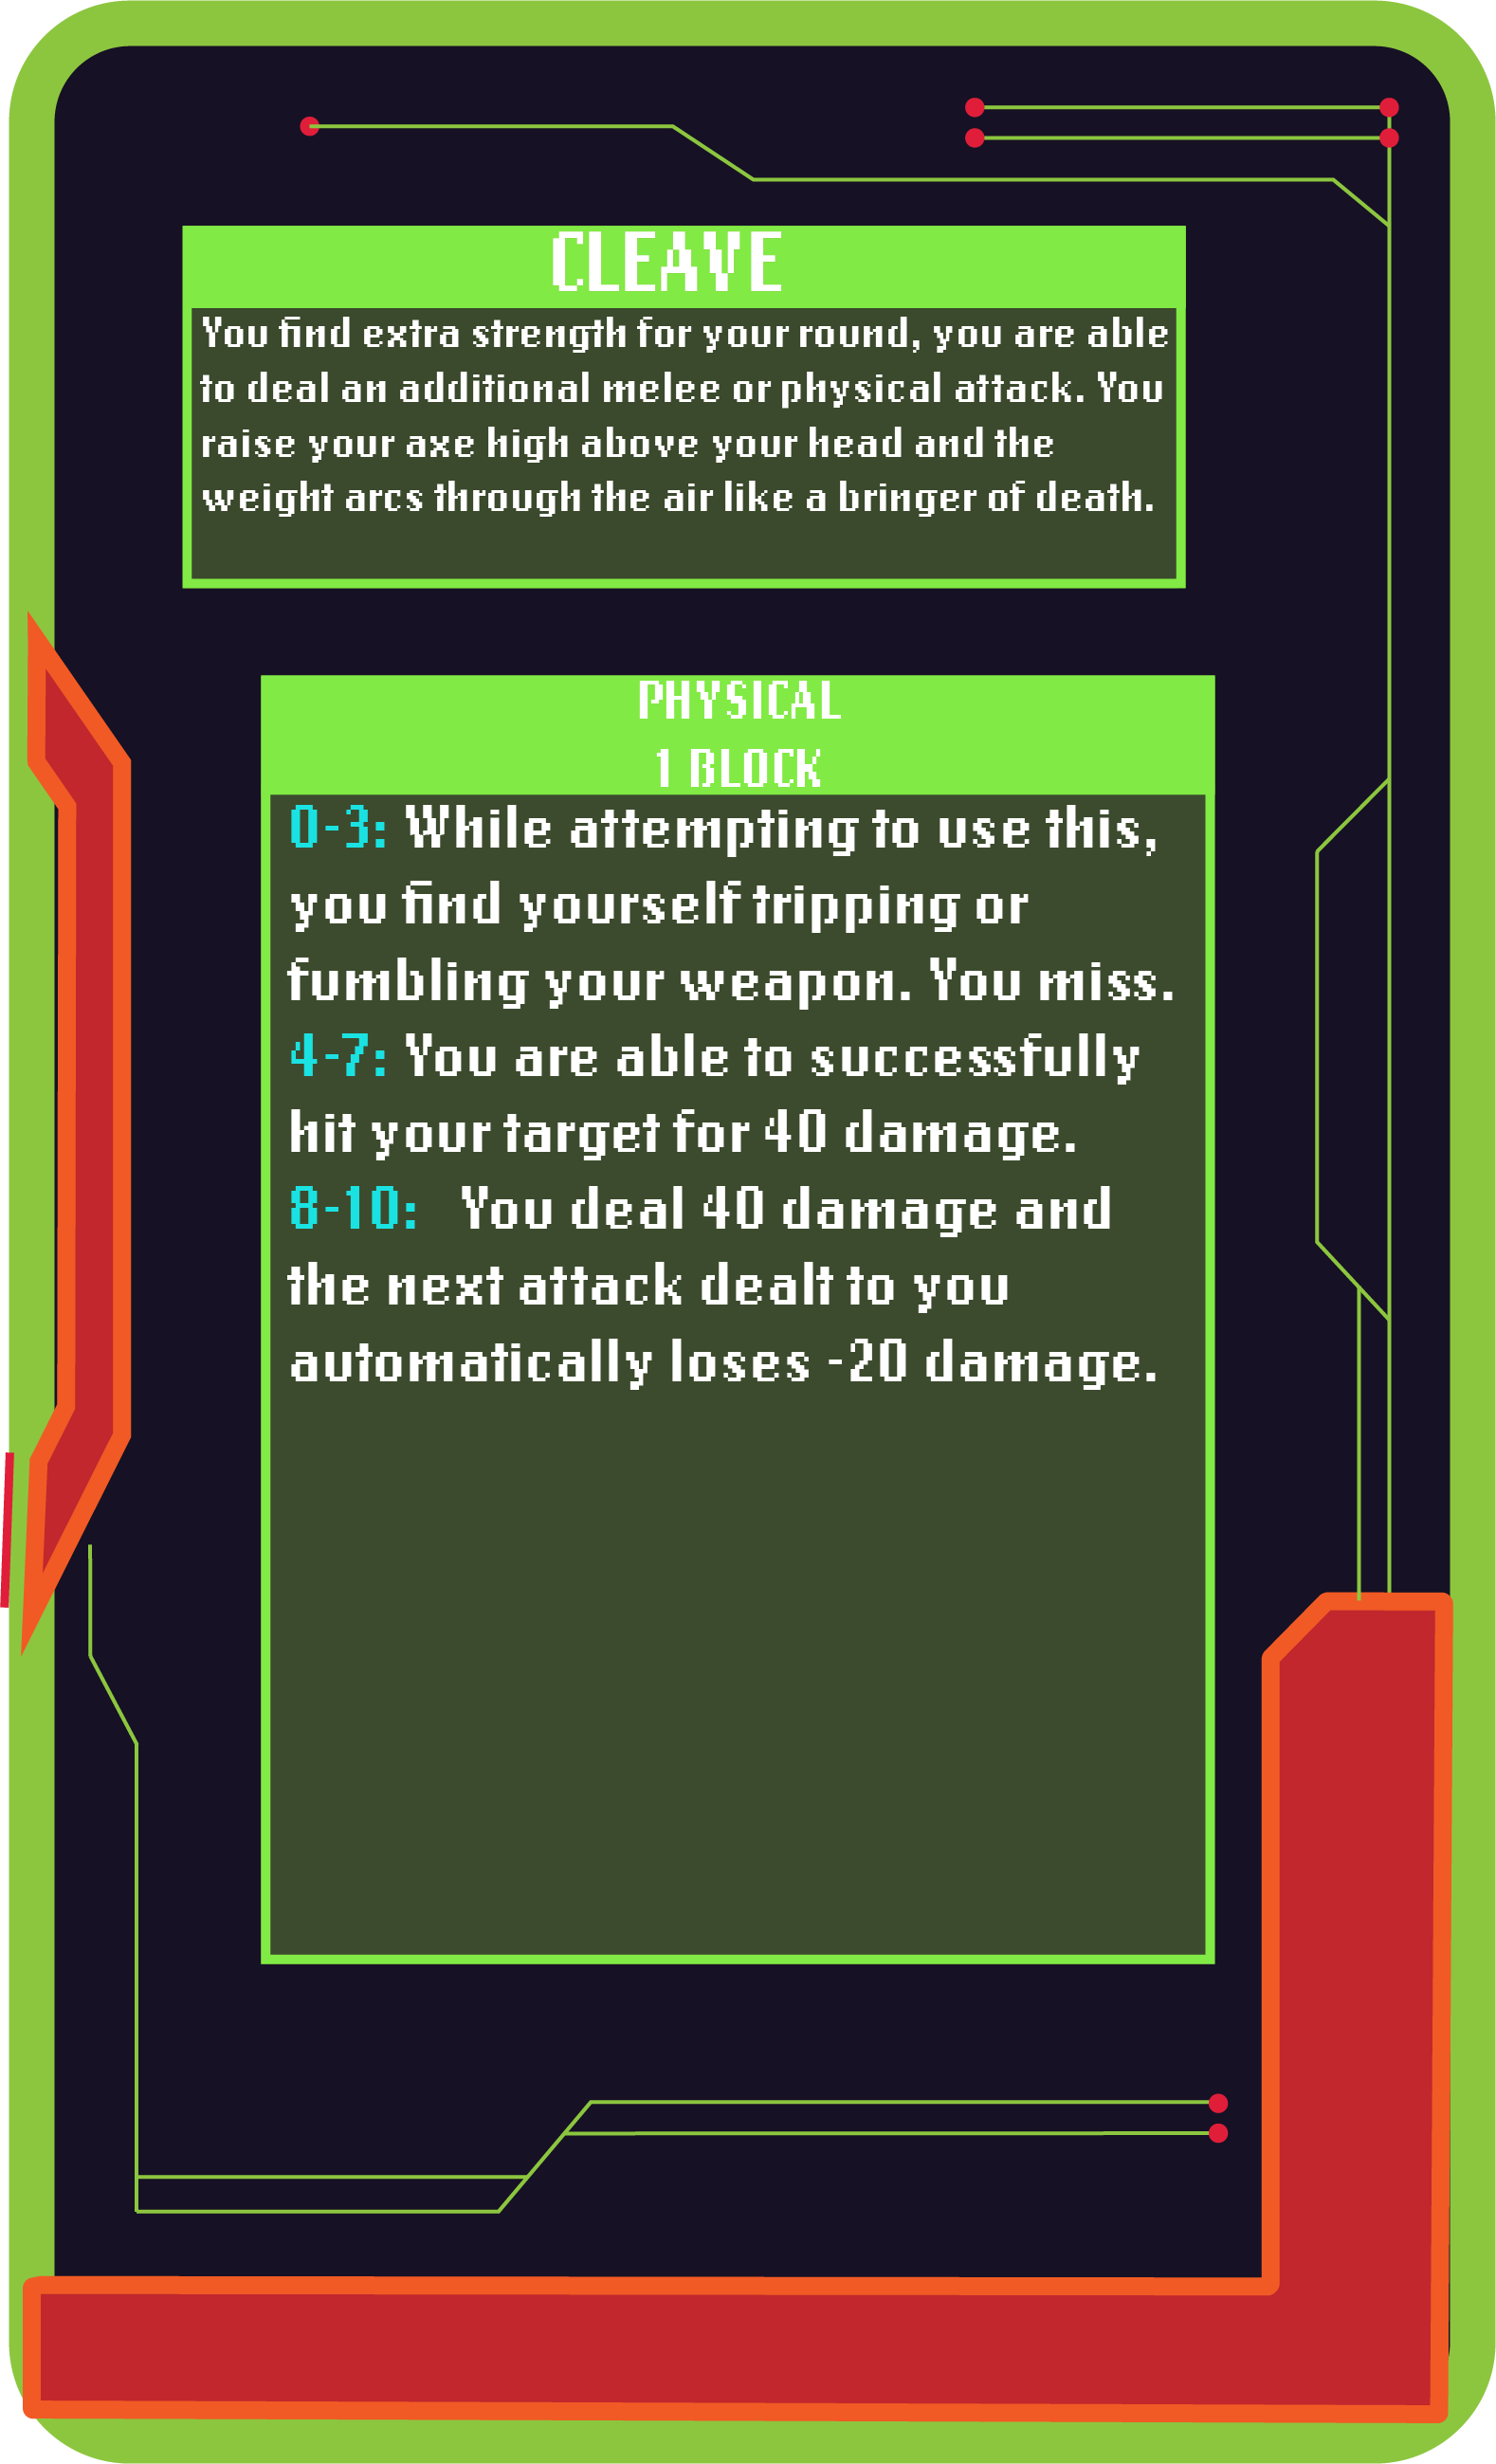 CLEAVE
You find extra strength for your round, you are able
to deal an additional melee or physical attack. You
raise your axe high above your head and the
weight arcs through the air like a bringer of death.
PHYSICAL
1 BLOCK
0-3: While attempting to use this,
you find yourself tripping or
fumbling your weapon. You miss.
4-7: You are able to successfully
hit your target for 40 damage.
8-10: You deal 40 damage and
the next attack dealt to you
automatically loses -20 damage.